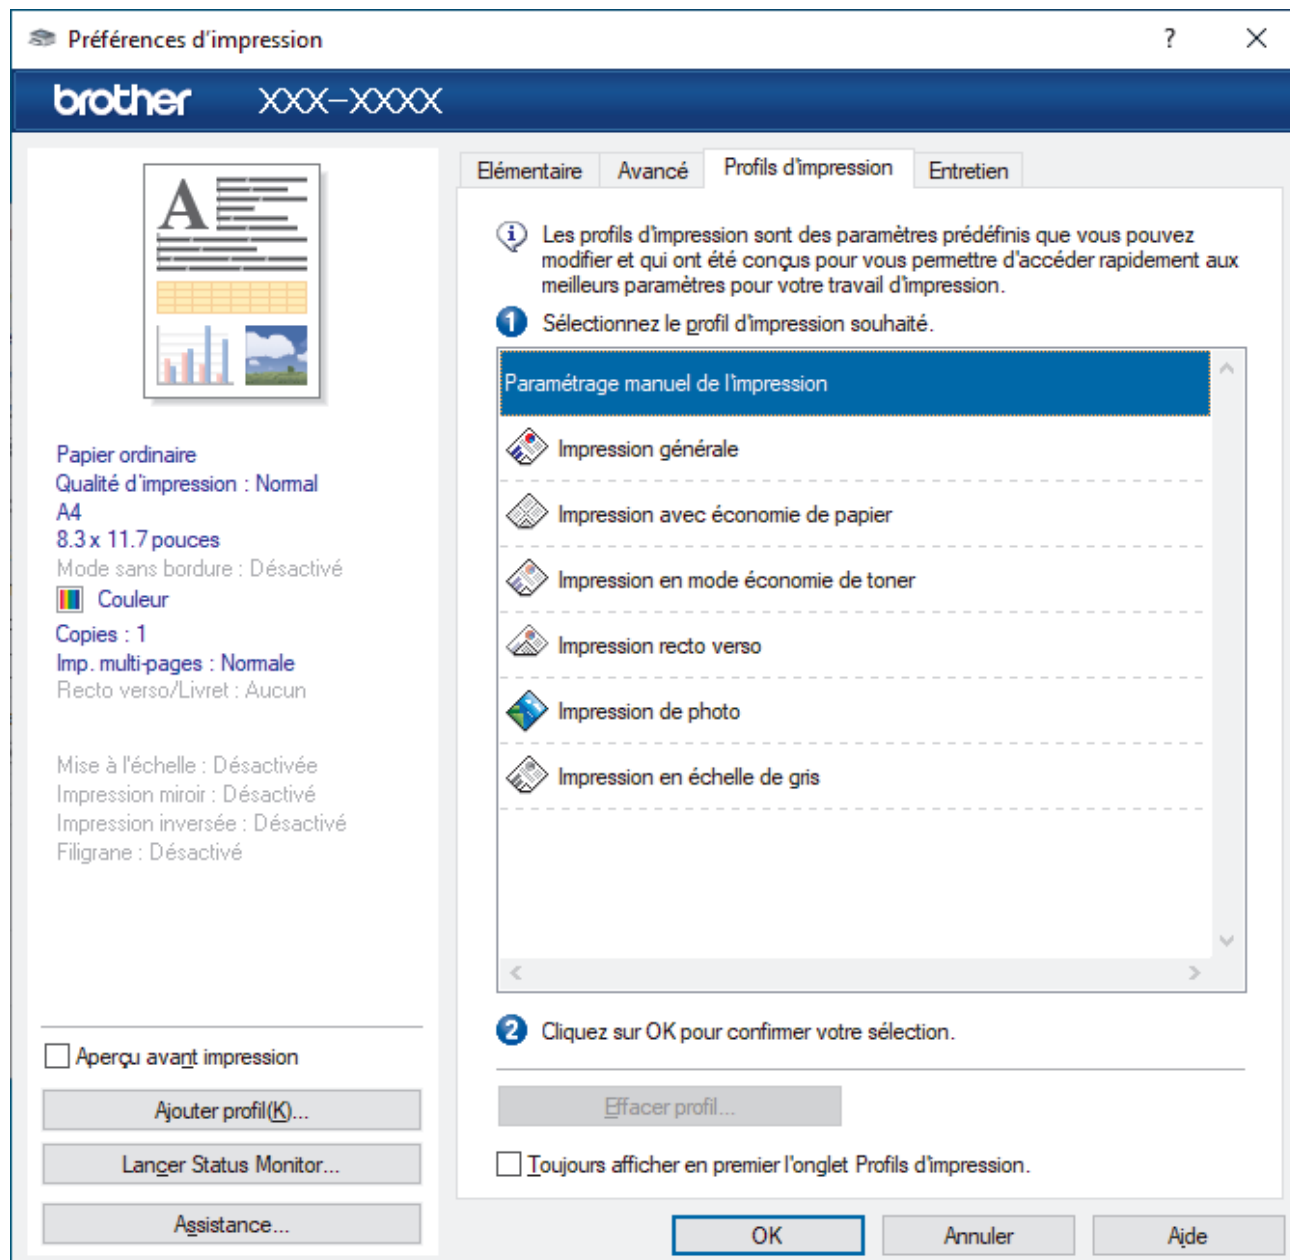 Préférences d'impression
?
brother XXX-XXXX
A
Papier ordinaire
Qualité d'impression : Normal
A4
8.3 x 11.7 pouces
Mode sans bordure : Désactivé
Couleur
Copies : 1
Imp. multi-pages : Normale
Recto verso/Livret : Aucun
Mise à l'échelle : Désactivée
Impression miroir : Désactivé
Impression inversée : Désactivé
Filigrane : Désactivé
Aperçu avant impression
Ajouter profil(K)...
Lancer Status Monitor...
Assistance...
Elémentaire Avancé Profils d'impression Entretien
Les profils d'impression sont des paramètres prédéfinis que vous pouvez
modifier et qui ont été conçus pour vous permettre d'accéder rapidement aux
meilleurs paramètres pour votre travail d'impression.
1 Sélectionnez le profil d'impression souhaité.
Paramétrage manuel de l'impression
Impression générale
Impression avec économie de papier
Impression en mode économie de toner
Impression recto verso
Impression de photo
Impression en échelle de gris
2 Cliquez sur OK pour confirmer votre sélection.
Effacer profil...
Toujours afficher en premier l'onglet Profils d'impression.
OK Annuler Aide